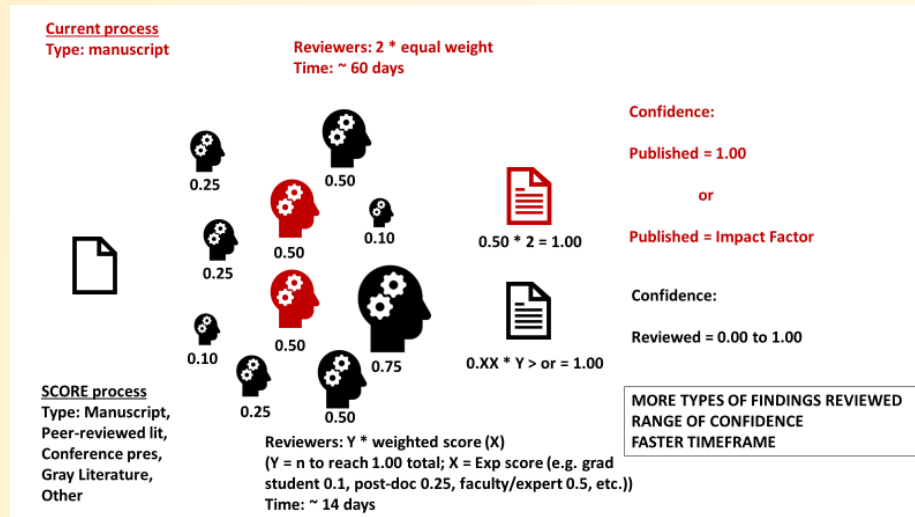 Current process
Type: manuscript
Reviewers: 2 * equal weight
Time: ~ 60 days
0.25
0.50
0.50
0.10
0.25
0.50
0.10
0.75
0.25
0.50
0.50 * 2 = 1.00
0.XX * Y > or = 1.00
Confidence:
Published = 1.00
or
Published = Impact Factor
Confidence:
Reviewed = 0.00 to 1.00
SCORE process
Type: Manuscript,
Peer-reviewed lit,
Conference pres,
Gray Literature,
Other
Reviewers: Y * weighted score (X)
(Y = n to reach 1.00 total; X = Exp score (e.g. grad
student 0.1, post-doc 0.25, faculty/expert 0.5, etc.))
Time: ~ 14 days
MORE TYPES OF FINDINGS REVIEWED
RANGE OF CONFIDENCE
FASTER TIMEFRAME